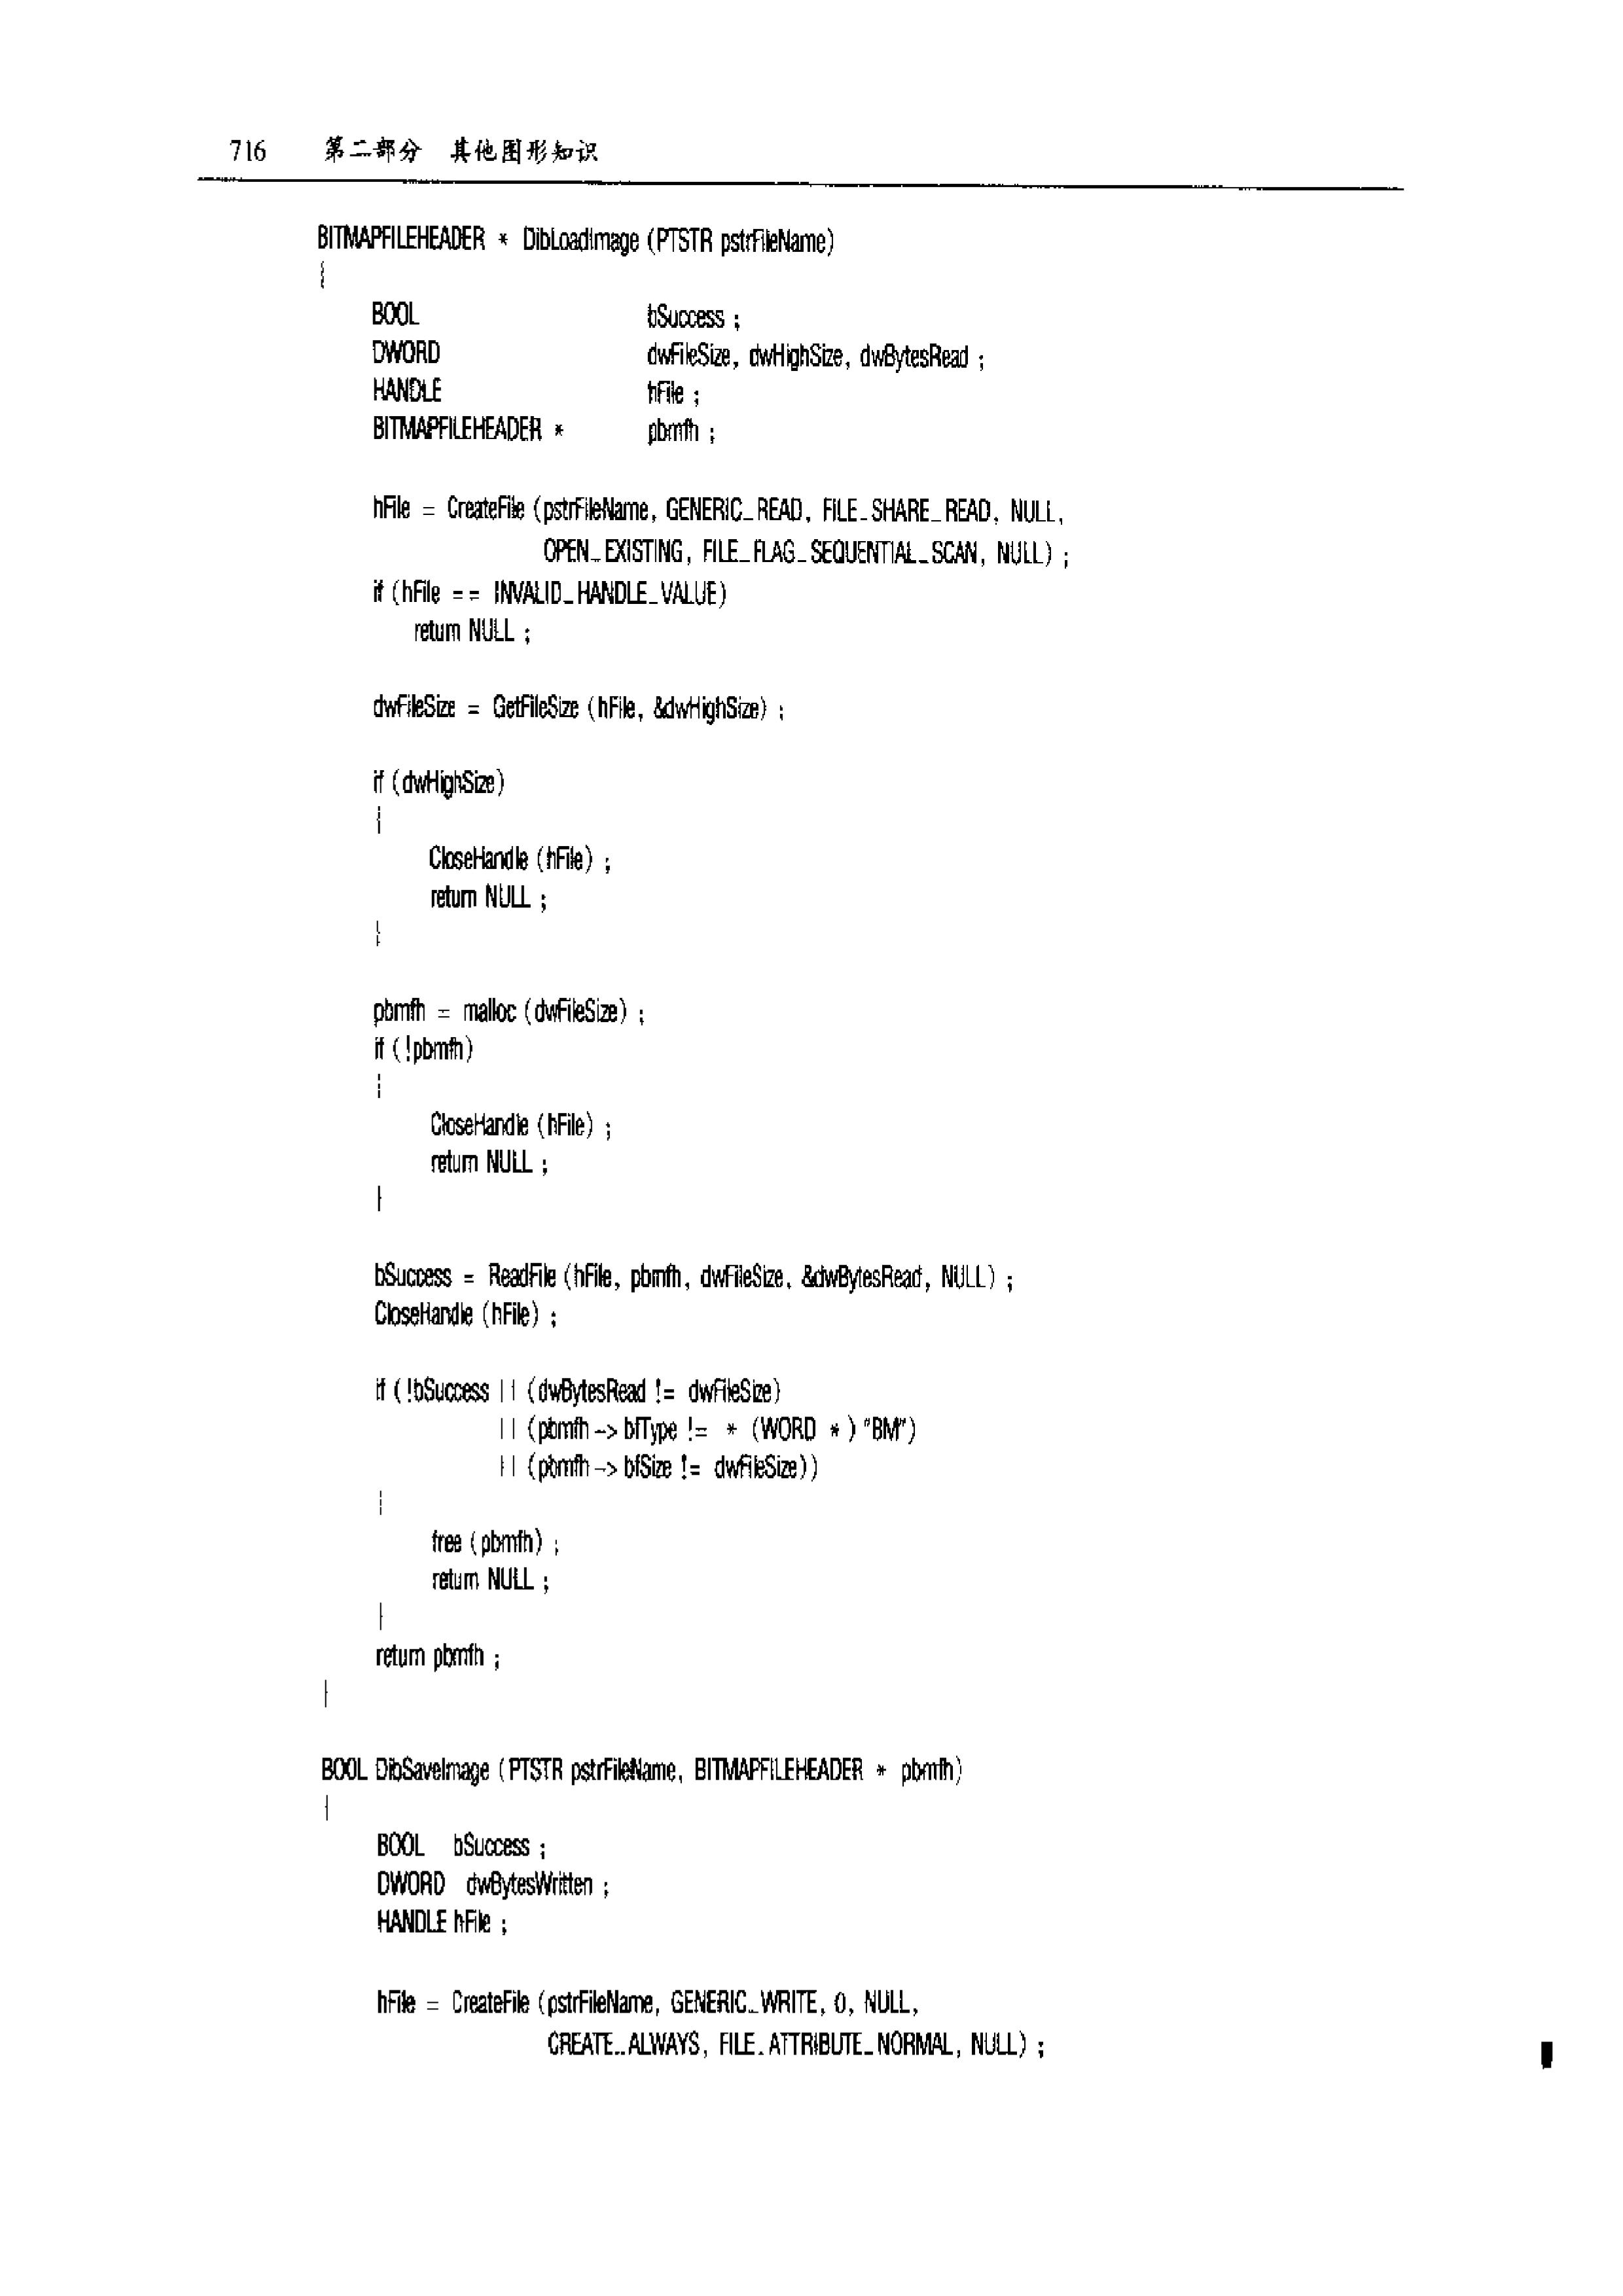 716 第二部分 其他图形知识
BITMAPFILEHEADER * DibLoadImage (PTSTR pstrFileName)
{
BOOL bSuccess ;
DWORD dwFileSize, dwHighSize, dwBytesRead ;
HANDLE hFile ;
BITMAPFILEHEADER * pbmfh ;
hFile = CreateFile (pstrFileName, GENERIC_READ, FILE_SHARE_READ, NULL,
OPEN_EXISTING, FILE_FLAG_SEQUENTIAL_SCAN, NULL) ;
if (hFile == INVALID_HANDLE_VALUE)
return NULL ;
dwFileSize = GetFileSize (hFile, &dwHighSize) ;
if (dwHighSize)
{
CloseHandle (hFile) ;
return NULL ;
}
pbmfh = malloc (dwFileSize) ;
if (!pbmfh)
{
CloseHandle (hFile) ;
return NULL ;
}
bSuccess = ReadFile (hFile, pbmfh, dwFileSize, &dwBytesRead, NULL) ;
CloseHandle (hFile) ;
if (!bSuccess || (dwBytesRead != dwFileSize)
|| (pbmfh -> bfType != * (WORD *) "BM")
|| (pbmfh -> bfSize != dwFileSize))
{
free (pbmfh) ;
return NULL ;
}
return pbmfh ;
}
BOOL DibSaveImage (PTSTR pstrFileName, BITMAPFILEHEADER * pbmfh)
{
BOOL bSuccess ;
DWORD dwBytesWritten ;
HANDLE hFile ;
hFile = CreateFile (pstrFileName, GENERIC_WRITE, 0, NULL,
CREATE_ALWAYS, FILE_ATTRIBUTE_NORMAL, NULL) ;